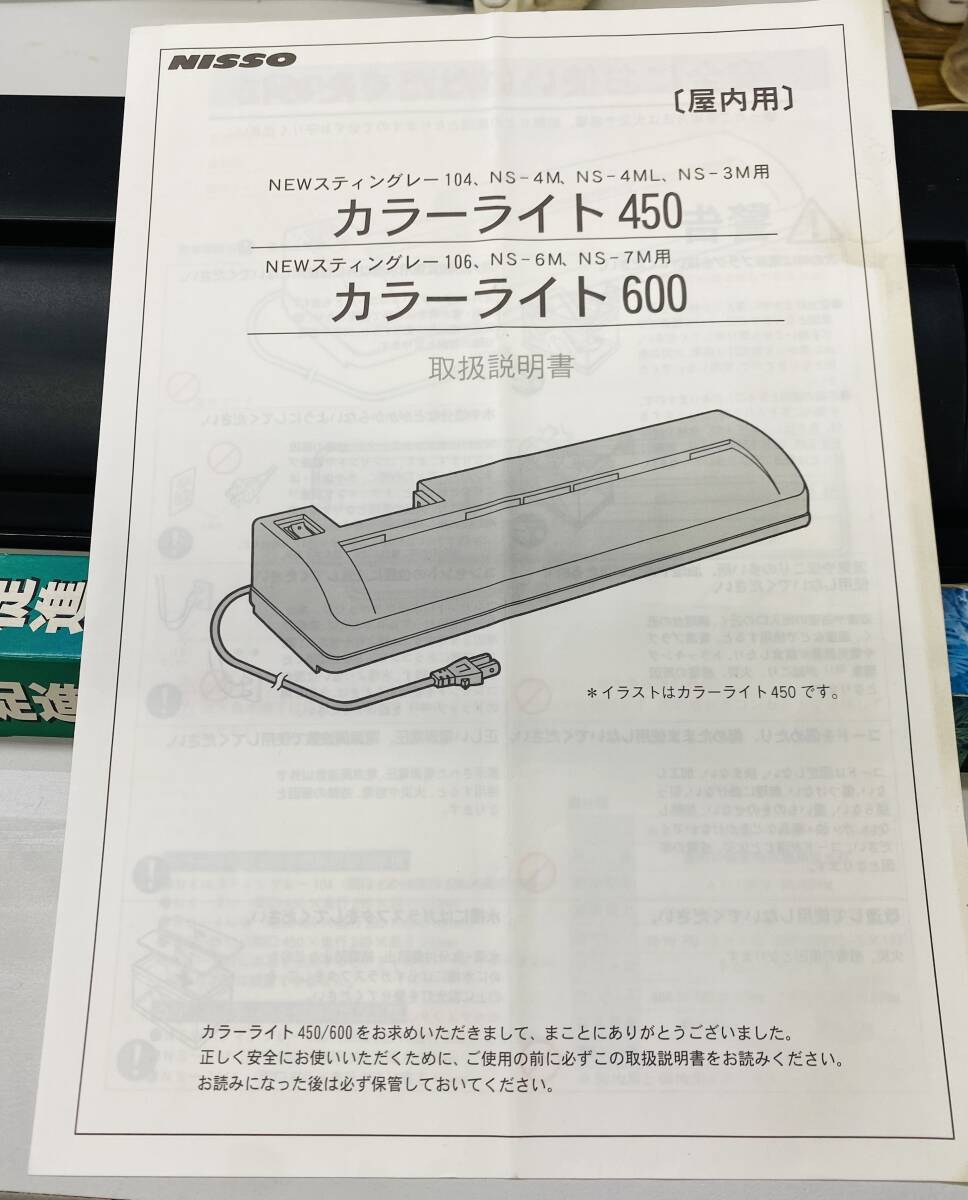 NISSO
〔屋内用〕
NEWスティングレー104、NS-4M、NS-4ML、NS-3M用
カラーライト450
NEWスティングレー106、NS-6M、NS-7M用
カラーライト600
取扱説明書
＊イラストはカラーライト450です。
カラーライト450/600をお求めいただきまして、まことにありがとうございました。
正しく安全にお使いいただくために、ご使用の前に必ずこの取扱説明書をお読みください。
お読みになった後は必ず保管しておいてください。
促進
促進